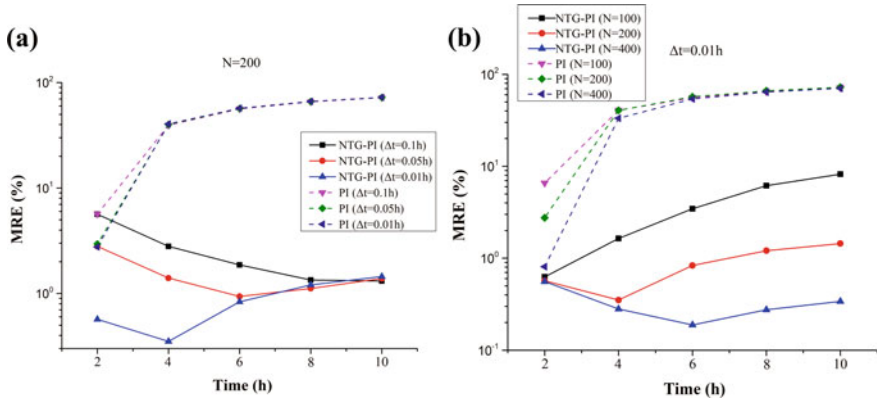 (a)
N=200
MRE (%)
10²
10¹
10⁰
NTG-PI (Δt=0.1h)
NTG-PI (Δt=0.05h)
NTG-PI (Δt=0.01h)
PI (Δt=0.1h)
PI (Δt=0.05h)
PI (Δt=0.01h)
2 4 6 8 10
Time (h)
(b)
NTG-PI (N=100)
NTG-PI (N=200)
NTG-PI (N=400)
PI (N=100)
PI (N=200)
PI (N=400)
Δt=0.01h
MRE (%)
10²
10¹
10⁰
10⁻¹
2 4 6 8 10
Time (h)